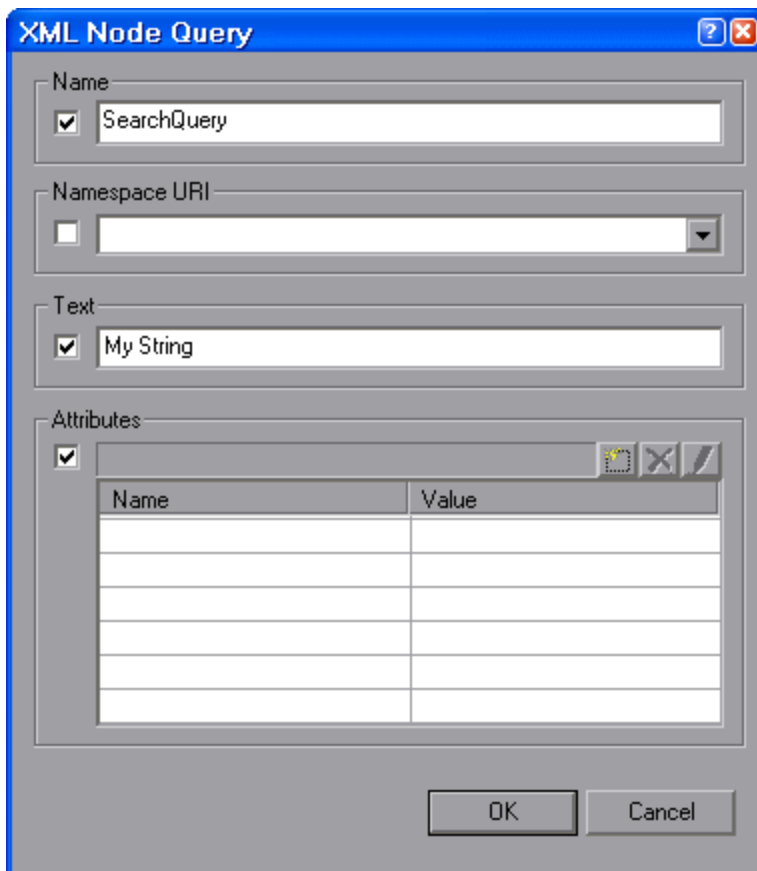 XML Node Query
Name
SearchQuery
Namespace URI
Text
My String
Attributes
Name Value
OK Cancel